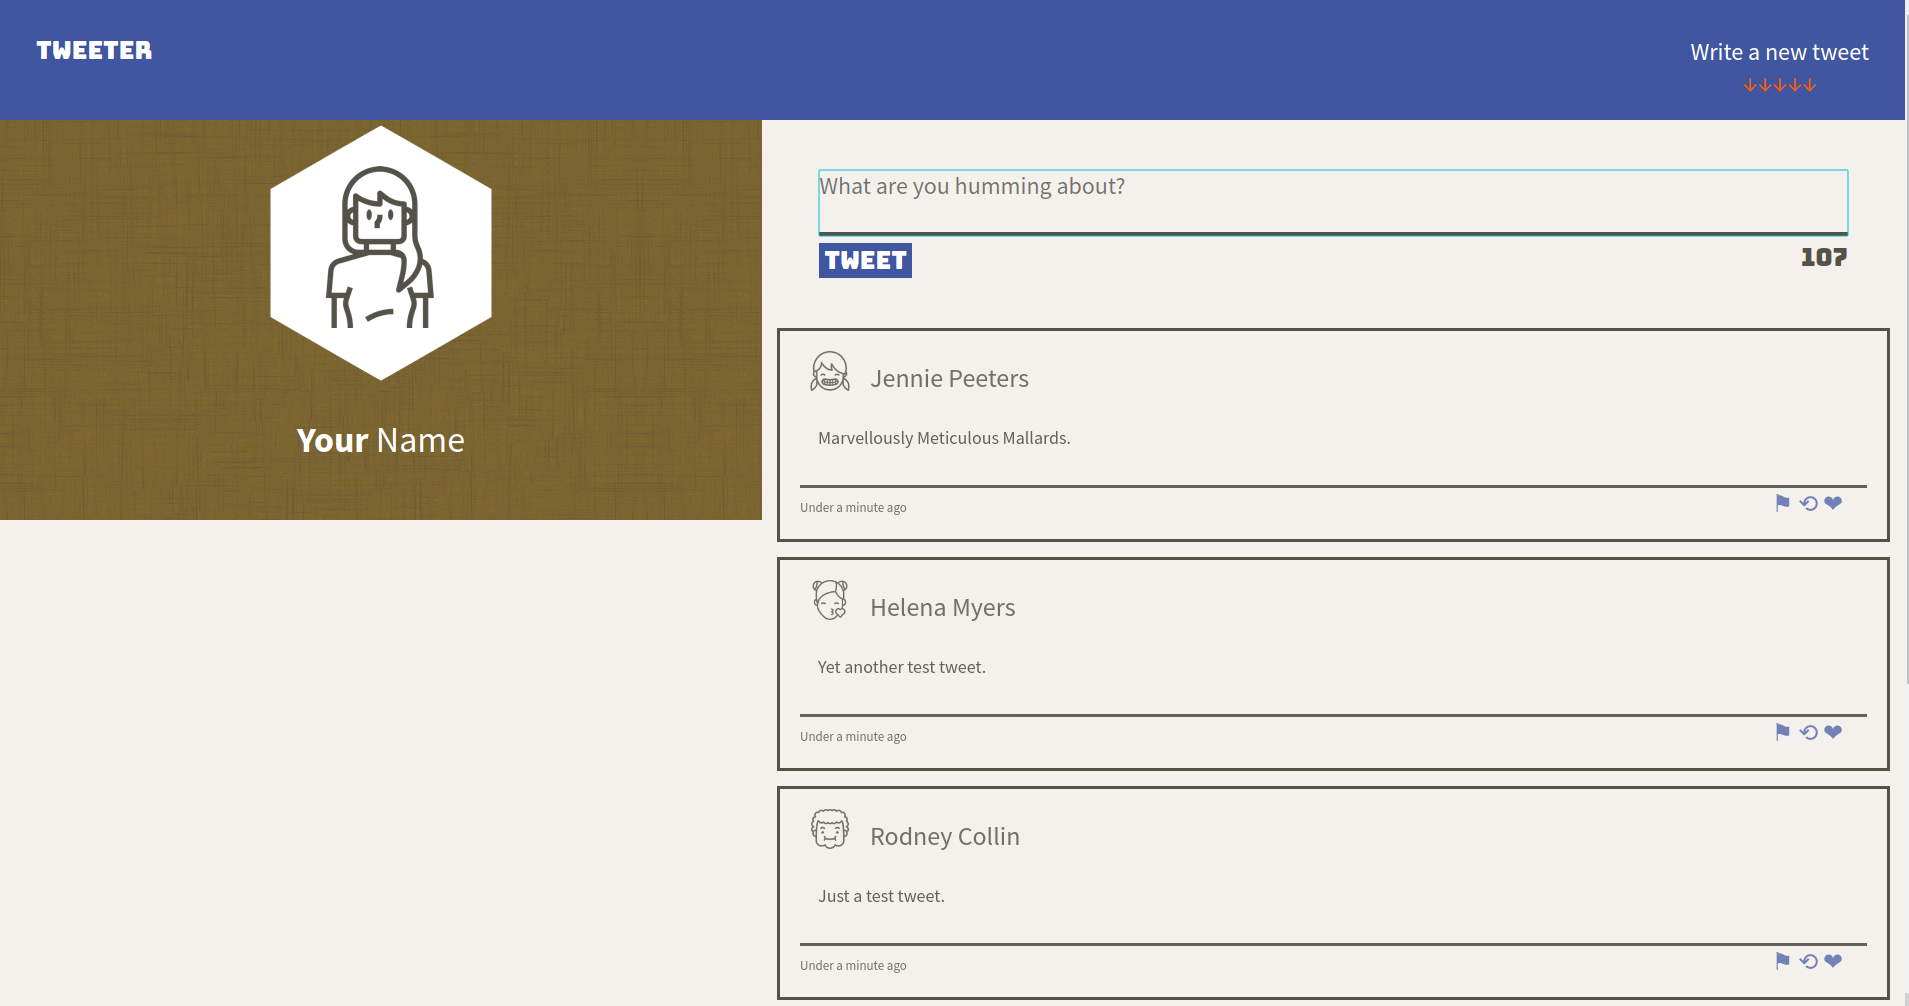 TWEETER
Write a new tweet
↓↓↓↓↓
Your Name
What are you humming about?
TWEET
107
Jennie Peeters
Marvellously Meticulous Mallards.
Under a minute ago
Helena Myers
Yet another test tweet.
Under a minute ago
Rodney Collin
Just a test tweet.
Under a minute ago